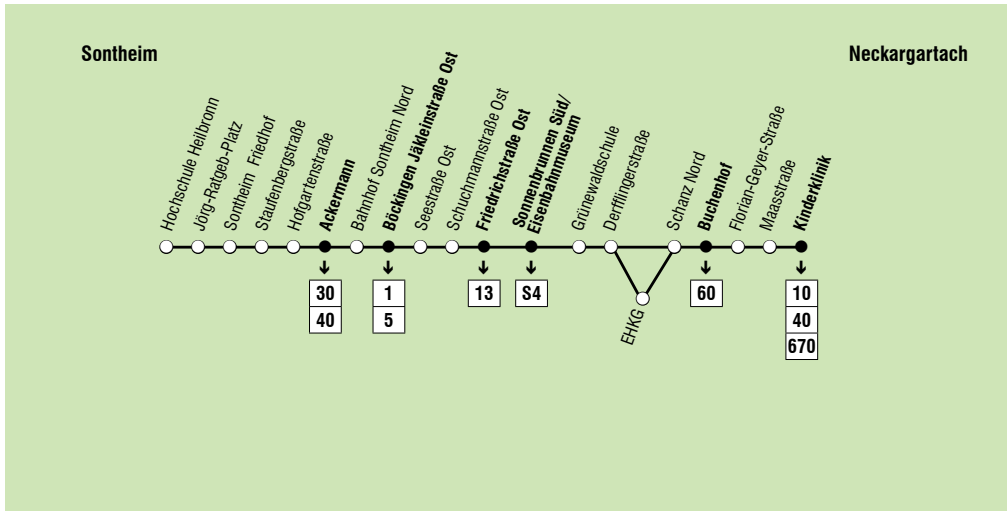 Sontheim
Neckargartach
Hochschule Heilbronn
Jörg-Ratgeb-Platz
Sontheim Friedhof
Staufenbergstraße
Hofgartenstraße
Ackermann
Bahnhof Sontheim Nord
Böckingen Jäkleinstraße Ost
Seestraße Ost
Schuchmannstraße Ost
Friedrichstraße Ost
Sonnenbrunnen Süd/
Eisenbahnmuseum
Grünewaldschule
Derfflingerstraße
EHKG
Schanz Nord
Buchenhof
Florian-Geyer-Straße
Maasstraße
Kinderklinik
30
40
1
5
13
S4
60
10
40
670